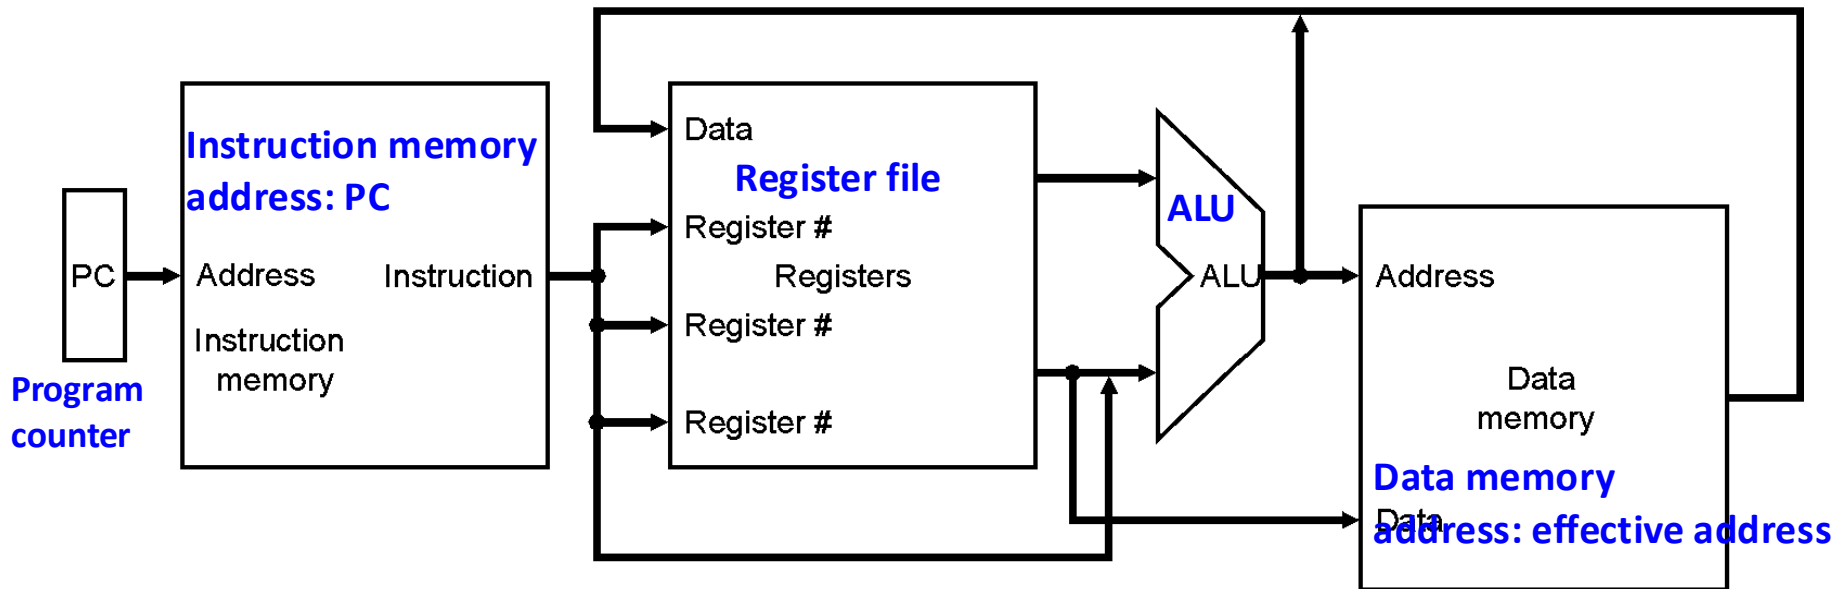 Instruction memory
address: PC
PC
Address
Instruction
Instruction
memory
Program
counter
Data
Register file
Register #
Registers
Register #
Register #
ALU
ALU
Address
Data
memory
Data memory
Data
address: effective address